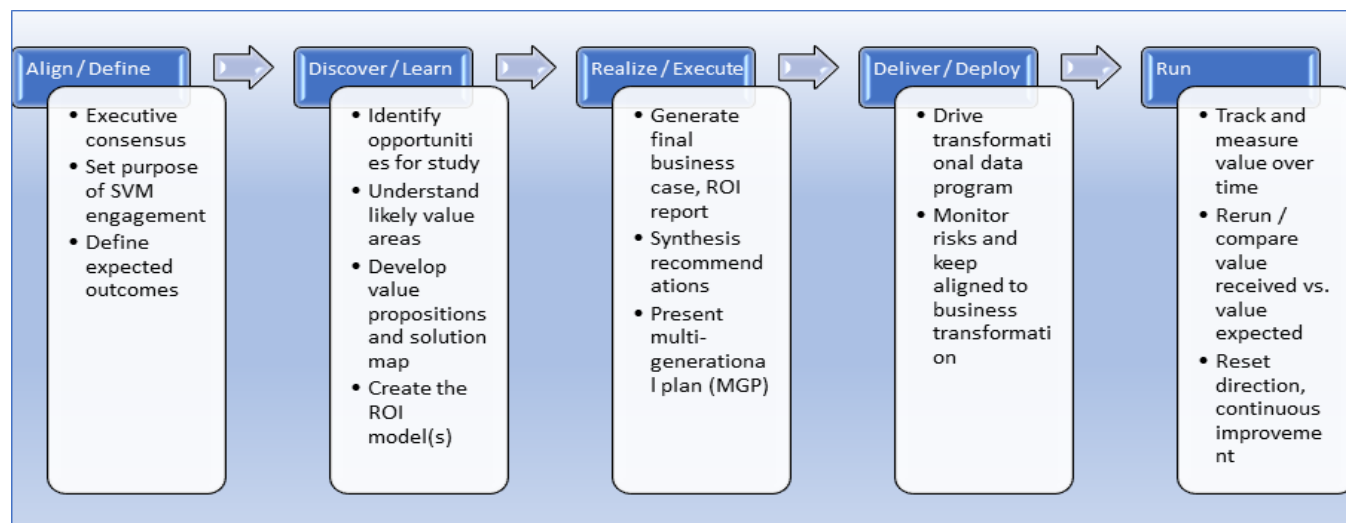 Align / Define
• Executive
consensus
• Set purpose
of SVM
engagement
• Define
expected
outcomes
Discover / Learn
• Identify
opportuniti
es for study
• Understand
likely value
areas
• Develop
value
propositions
and solution
map
• Create the
ROI
model(s)
Realize / Execute
• Generate
final
business
case, ROI
report
• Synthesis
recommend
ations
• Present
multi-
generationa
l plan (MGP)
Deliver / Deploy
• Drive
transformati
onal data
program
• Monitor
risks and
keep
aligned to
business
transformati
on
Run
• Track and
measure
value over
time
• Rerun /
compare
value
received vs.
value
expected
• Reset
direction,
continuous
improveme
nt